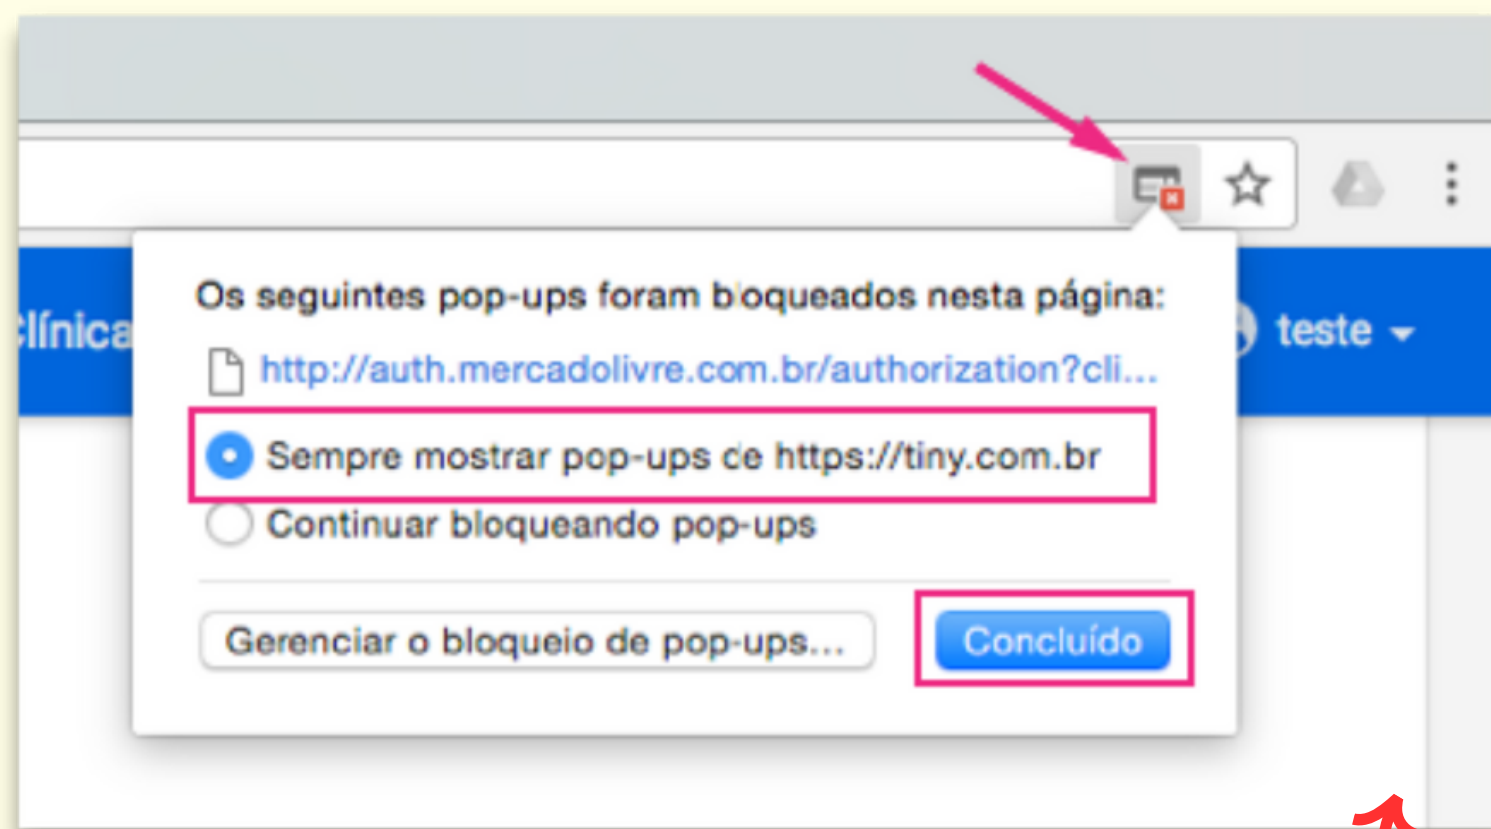 Os seguintes pop-ups foram bloqueados nesta página:
línica
teste
http://auth.mercadolivre.com.br/authorization?cli...
Sempre mostrar pop-ups de https://tiny.com.br
Continuar bloqueando pop-ups
Gerenciar o bloqueio de pop-ups...
Concluído